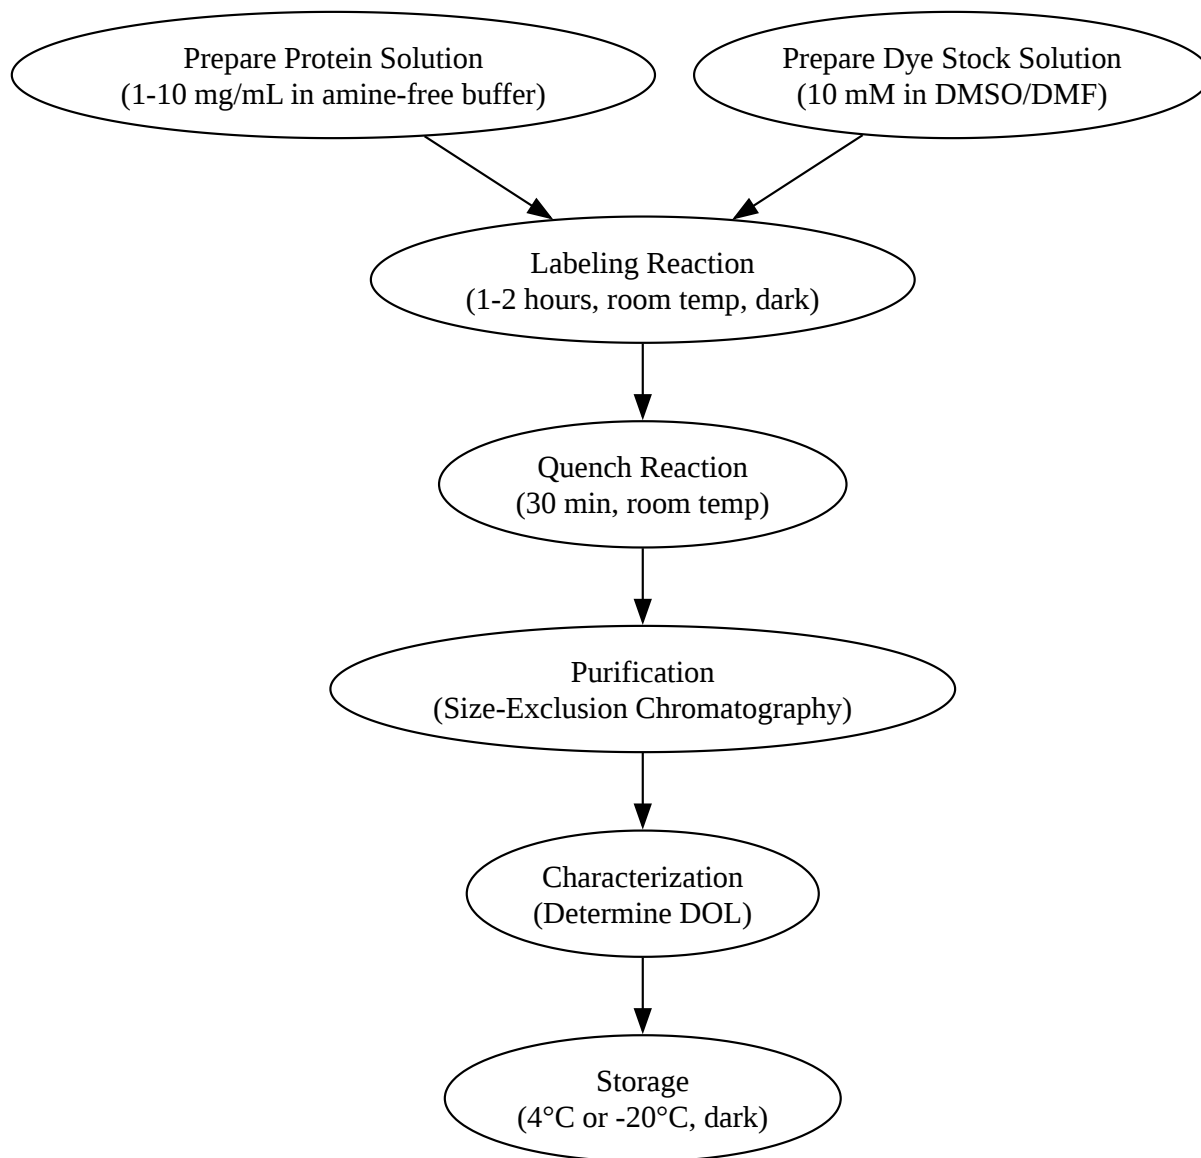 Prepare Protein Solution
(1-10 mg/mL in amine-free buffer)
Prepare Dye Stock Solution
(10 mM in DMSO/DMF)
Labeling Reaction
(1-2 hours, room temp, dark)
Quench Reaction
(30 min, room temp)
Purification
(Size-Exclusion Chromatography)
Characterization
(Determine DOL)
Storage
(4°C or -20°C, dark)